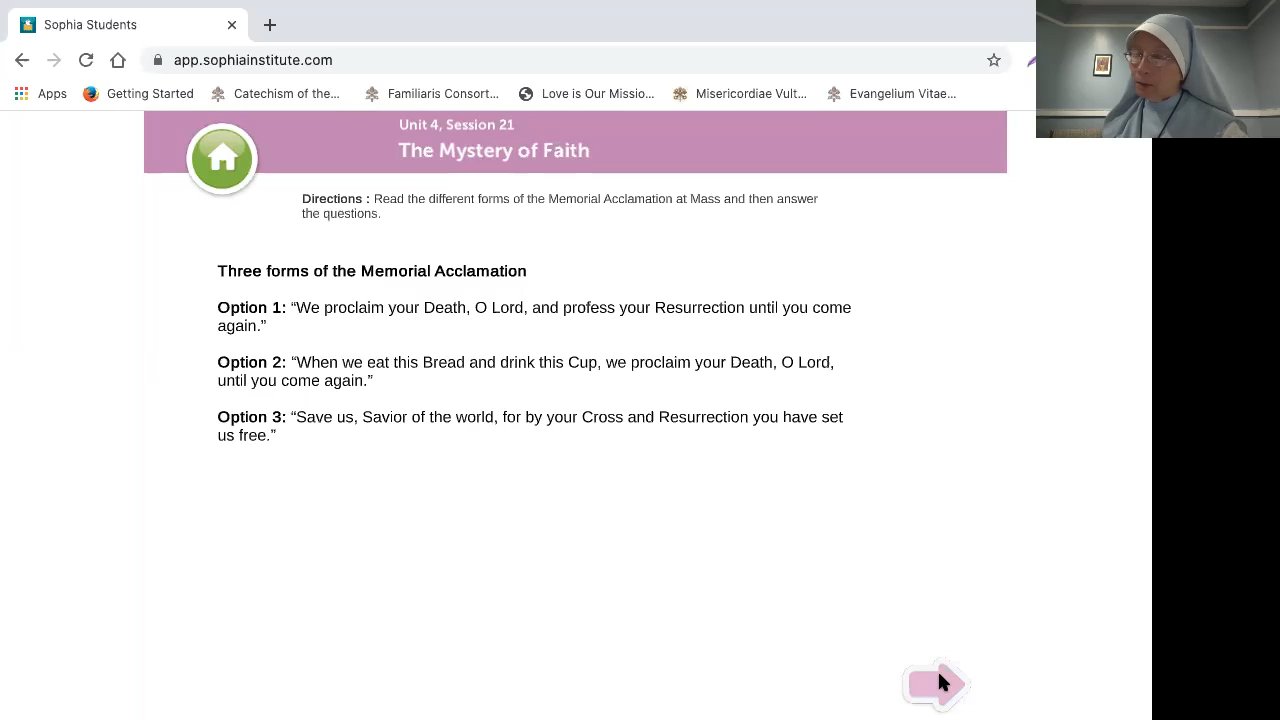 Sophia Students
app.sophiainstitute.com
Apps Getting Started Catechism of the... Familiaris Consort... Love is Our Missio... Misericordiae Vult... Evangelium Vitae...
Unit 4, Session 21
The Mystery of Faith
Directions : Read the different forms of the Memorial Acclamation at Mass and then answer
the questions.
Three forms of the Memorial Acclamation
Option 1: “We proclaim your Death, O Lord, and profess your Resurrection until you come
again.”
Option 2: “When we eat this Bread and drink this Cup, we proclaim your Death, O Lord,
until you come again.”
Option 3: “Save us, Savior of the world, for by your Cross and Resurrection you have set
us free.”